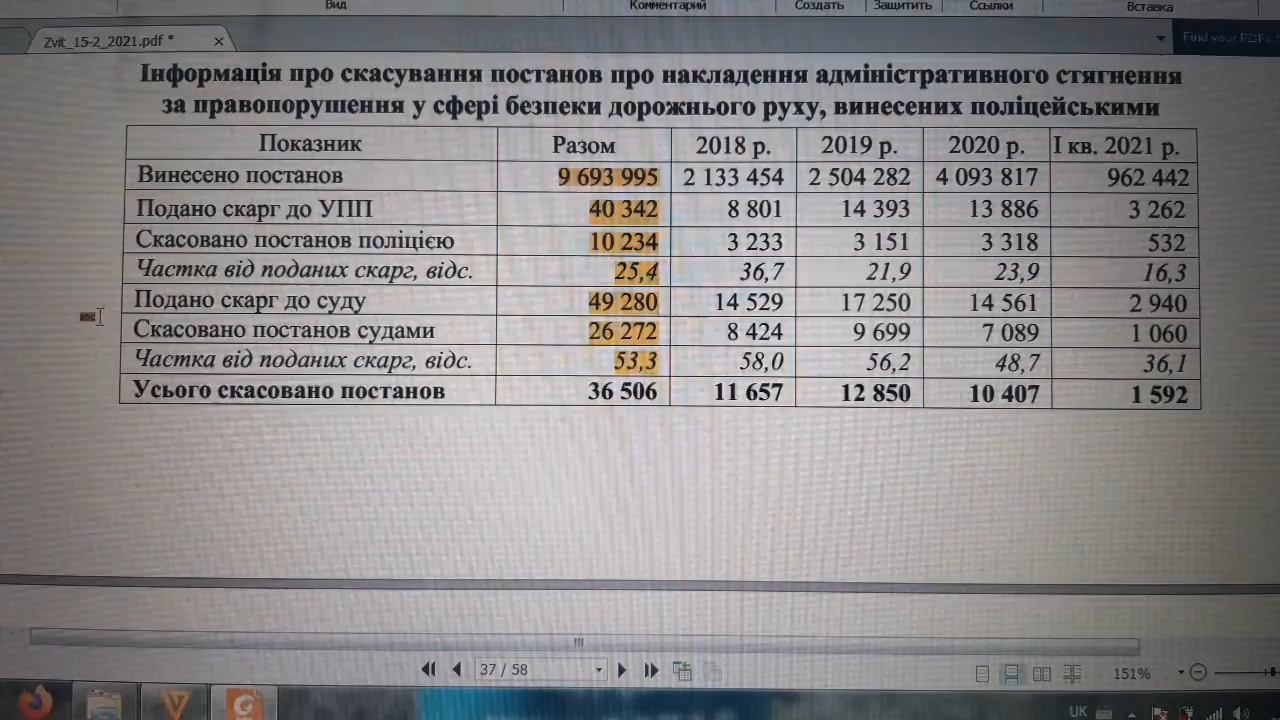 Вид Комментарий Создать Защитить Ссылки Вставка
Zvit_15-2_2021.pdf * × Find your PDFs
Інформація про скасування постанов про накладення адміністративного стягнення
за правопорушення у сфері безпеки дорожнього руху, винесених поліцейськими
Показник Разом 2018 р. 2019 р. 2020 р. І кв. 2021 р.
Винесено постанов 9 693 995 2 133 454 2 504 282 4 093 817 962 442
Подано скарг до УПП 40 342 8 801 14 393 13 886 3 262
Скасовано постанов поліцією 10 234 3 233 3 151 3 318 532
Частка від поданих скарг, відс. 25,4 36,7 21,9 23,9 16,3
Подано скарг до суду 49 280 14 529 17 250 14 561 2 940
Скасовано постанов судами 26 272 8 424 9 699 7 089 1 060
Частка від поданих скарг, відс. 53,3 58,0 56,2 48,7 36,1
Усього скасовано постанов 36 506 11 657 12 850 10 407 1 592
37 / 58 151%
UK